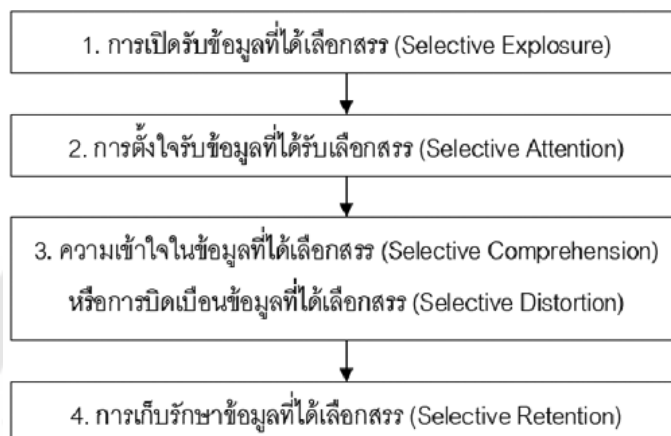 1. การเปิดรับข้อมูลที่ได้เลือกสรร (Selective Explosure)
2. การตั้งใจรับข้อมูลที่ได้รับเลือกสรร (Selective Attention)
3. ความเข้าใจในข้อมูลที่ได้เลือกสรร (Selective Comprehension)
หรือการบิดเบือนข้อมูลที่ได้เลือกสรร (Selective Distortion)
4. การเก็บรักษาข้อมูลที่ได้เลือกสรร (Selective Retention)